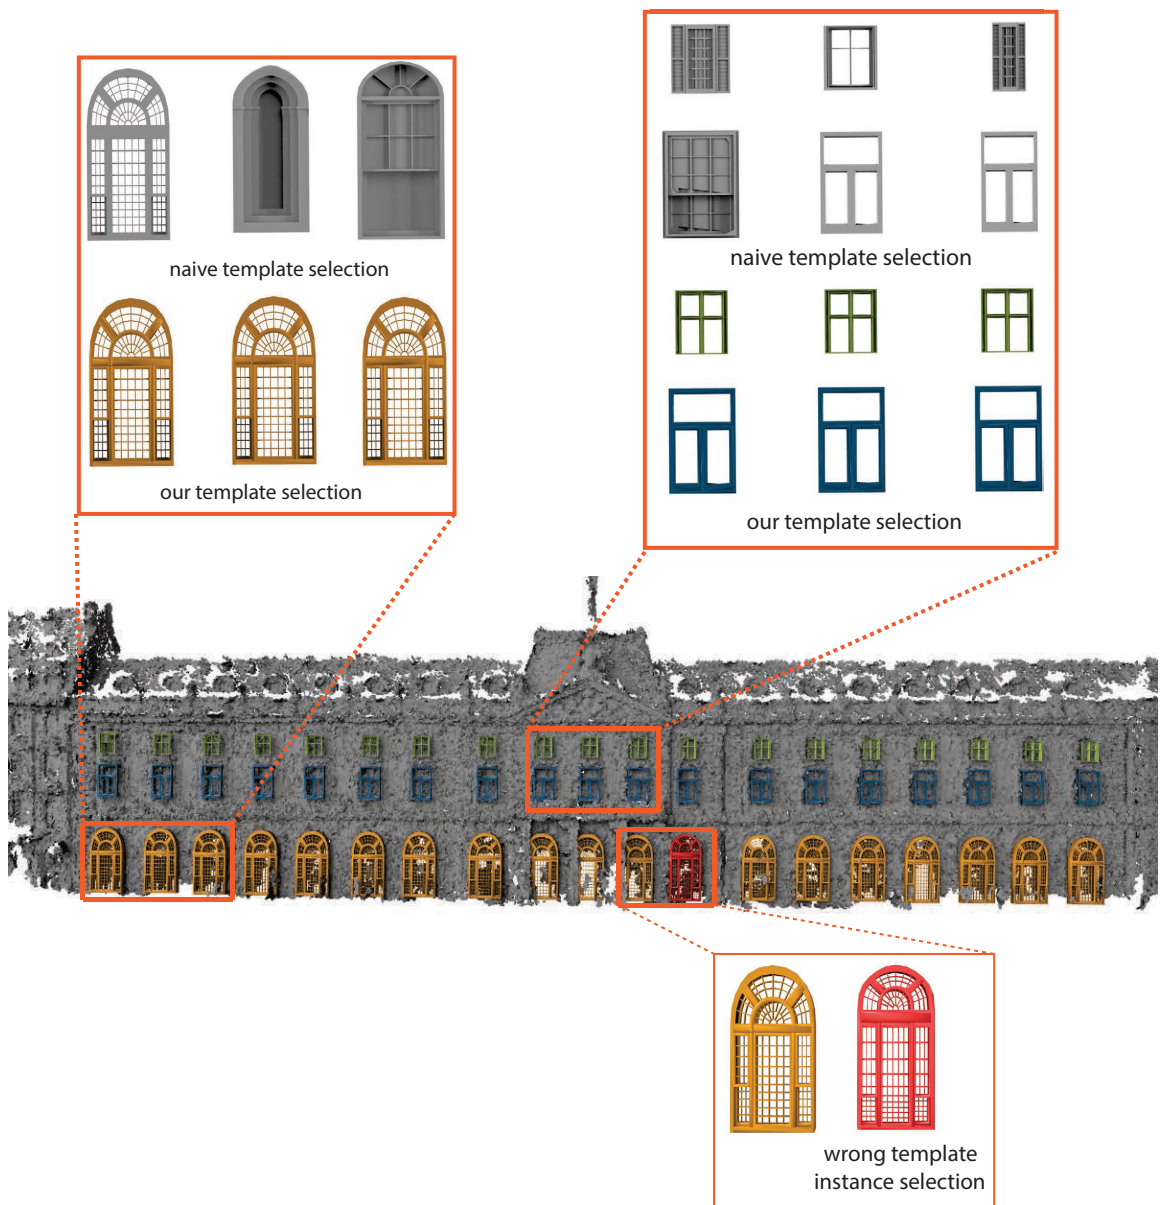 naive template selection
our template selection
naive template selection
our template selection
wrong template
instance selection